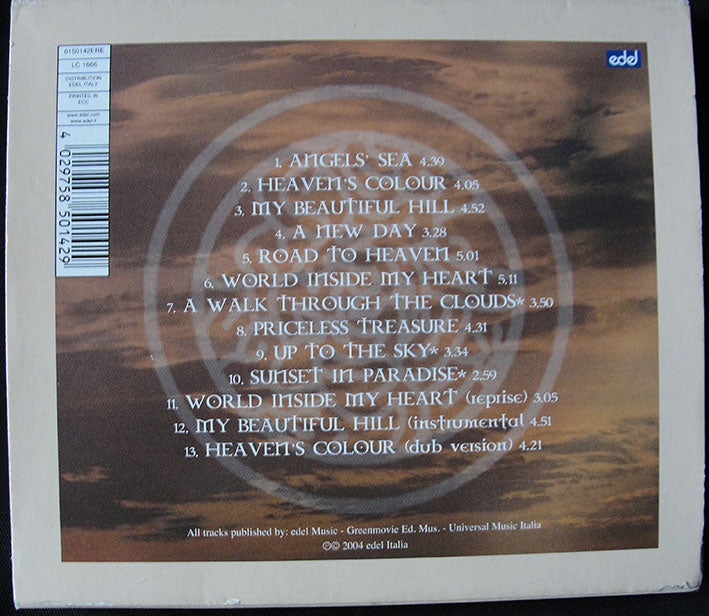 0150142ERE
LC 1666
DISTRIBUTION
EDEL ITALY
PRINTED IN
ECC
www.edel.com
www.edel.it
4 029758 501429
edel
1. ANGELS' SEA 4.39
2. HEAVEN'S COLOUR 4.05
3. MY BEAUTIFUL HILL 4.52
4. A NEW DAY 3.28
5. ROAD TO HEAVEN 5.01
6. WORLD INSIDE MY HEART 5.11
7. A WALK THROUGH THE CLOUDS* 3.50
8. PRICELESS TREASURE 4.31
9. UP TO THE SKY* 3.34
10. SUNSET IN PARADISE* 2.59
11. WORLD INSIDE MY HEART (reprise) 3.05
12. MY BEAUTIFUL HILL (instrumental 4.51
13. HEAVEN'S COLOUR (dub version) 4.21
All tracks published by: edel Music - Greenmovie Ed. Mus. - Universal Music Italia
℗© 2004 edel Italia